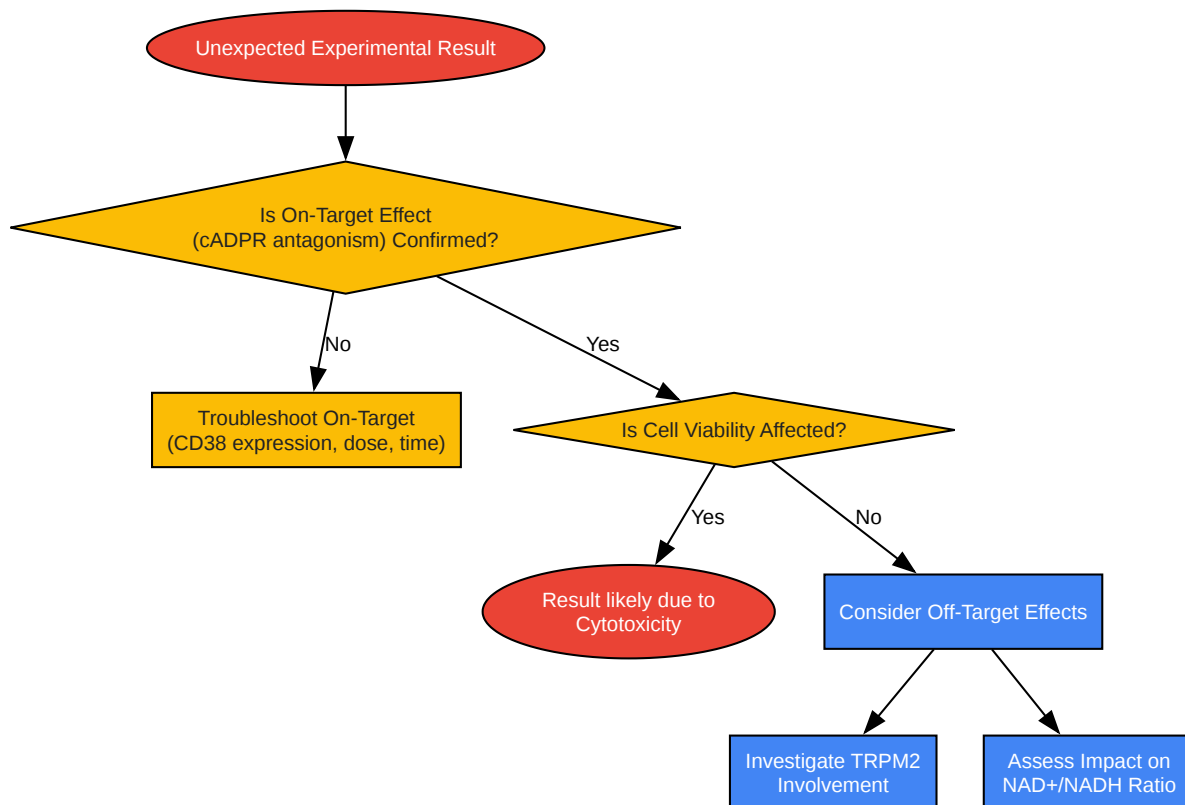 Unexpected Experimental Result
Is On-Target Effect
(cADPR antagonism) Confirmed?
No
Yes
Troubleshoot On-Target
(CD38 expression, dose, time)
Is Cell Viability Affected?
Yes
No
Result likely due to
Cytotoxicity
Consider Off-Target Effects
Investigate TRPM2
Involvement
Assess Impact on
NAD+/NADH Ratio